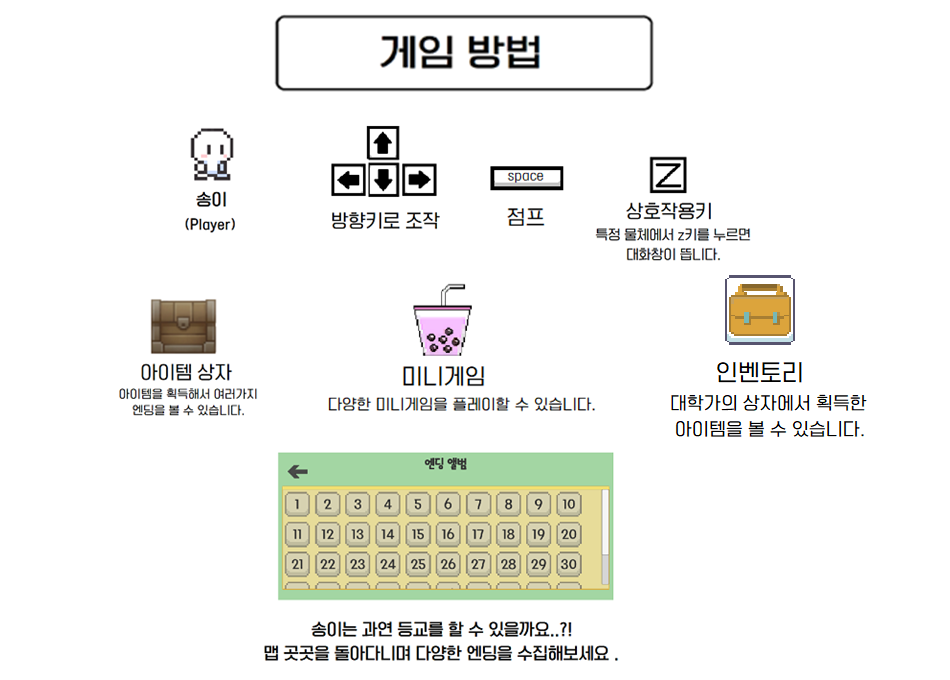 게임 방법
송이
(Player)
방향키로 조작
space
점프
Z
상호작용키
특정 물체에서 z키를 누르면
대화창이 뜹니다.
아이템 상자
아이템을 획득해서 여러가지
엔딩을 볼 수 있습니다.
미니게임
다양한 미니게임을 플레이할 수 있습니다.
인벤토리
대학가의 상자에서 획득한
아이템을 볼 수 있습니다.
엔딩 앨범
1 2 3 4 5 6 7 8 9 10
11 12 13 14 15 16 17 18 19 20
21 22 23 24 25 26 27 28 29 30
송이는 과연 등교를 할 수 있을까요..?!
맵 곳곳을 돌아다니며 다양한 엔딩을 수집해보세요 .